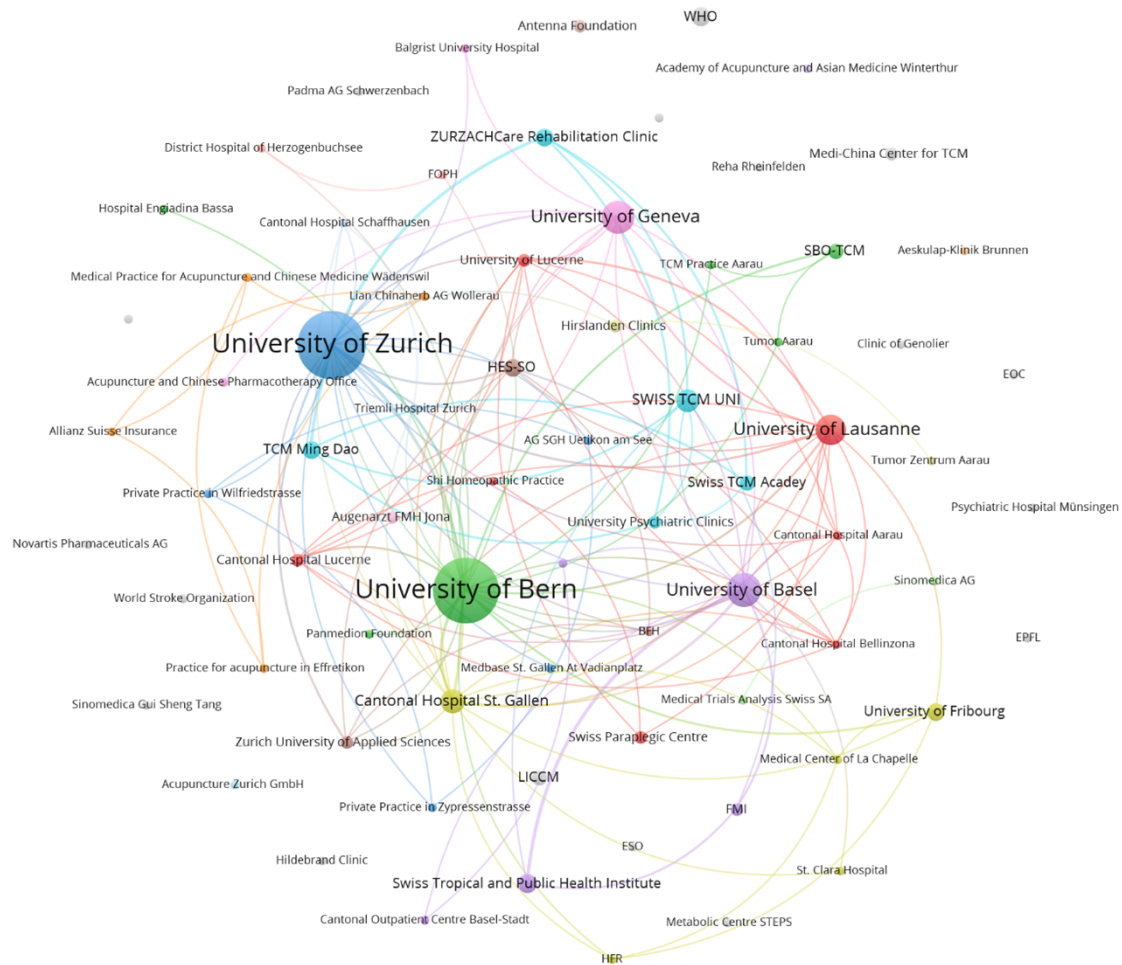 WHO
Antenna Foundation
Balgrist University Hospital
Academy of Acupuncture and Asian Medicine Winterthur
Padma AG Schwerzenbach
ZURZACHCare Rehabilitation Clinic
District Hospital of Herzogenbuchsee
Medi-China Center for TCM
Reha Rheinfelden
FOPH
Hospital Engiadina Bassa
University of Geneva
Cantonal Hospital Schaffhausen
SBO-TCM
Aeskulap-Klinik Brunnen
University of Lucerne
TCM Practice Aarau
Medical Practice for Acupuncture and Chinese Medicine Wädenswil
Lian Chinaherb AG Wollerau
Hirslanden Clinics
University of Zurich
Tumor Aarau
Clinic of Genolier
HES-SO
EOC
Acupuncture and Chinese Pharmacotherapy Office
SWISS TCM UNI
Triemli Hospital Zurich
Allianz Suisse Insurance
University of Lausanne
AG SGH Uetikon am See
TCM Ming Dao
Tumor Zentrum Aarau
Shi Homeopathic Practice
Swiss TCM Acadey
Private Practice in Wilfriedstrasse
Psychiatric Hospital Münsingen
Augenarzt FMH Jona
University Psychiatric Clinics
Cantonal Hospital Aarau
Novartis Pharmaceuticals AG
Cantonal Hospital Lucerne
Sinomedica AG
University of Bern
University of Basel
World Stroke Organization
Panmedion Foundation
BFH
EPFL
Cantonal Hospital Bellinzona
Practice for acupuncture in Effretikon
Medbase St. Gallen At Vadianplatz
Cantonal Hospital St. Gallen
Medical Trials Analysis Swiss SA
Sinomedica Gui Sheng Tang
University of Fribourg
Zurich University of Applied Sciences
Swiss Paraplegic Centre
Medical Center of La Chapelle
LICCM
Acupuncture Zurich GmbH
Private Practice in Zypressenstrasse
FMI
ESO
Hildebrand Clinic
St. Clara Hospital
Swiss Tropical and Public Health Institute
Cantonal Outpatient Centre Basel-Stadt
Metabolic Centre STEPS
HFR